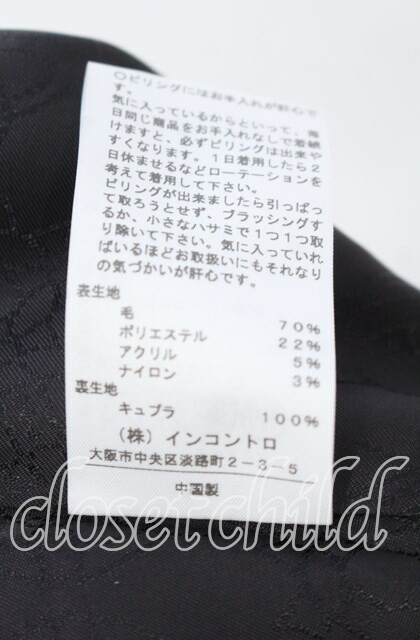 ○ピリングにはお手入れが肝心で
す。
気に入っているからといって、毎
日同じ商品をお手入れなしで着続
けますと、必ずピリングは出来や
すくなります。1日着用したら2
日休ませるなどローテーションを
考えて着用して下さい。
ピリングが出来ましたら引っぱっ
て取ろうとせず、ブラッシングす
るか、小さなハサミで1つ1つ取
り除いて下さい。気に入っていれ
ばいるほどお取扱いにもそれなり
の気づかいが肝心です。
表生地
毛 70%
ポリエステル 22%
アクリル 5%
ナイロン 3%
裏生地
キュプラ 100%
(株)インコントロ
大阪市中央区淡路町2-3-5
中国製
closetchild